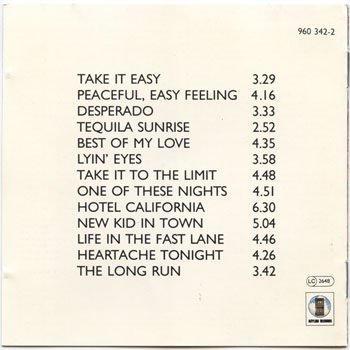 960 342-2
TAKE IT EASY 3.29
PEACEFUL, EASY FEELING 4.16
DESPERADO 3.33
TEQUILA SUNRISE 2.52
BEST OF MY LOVE 4.35
LYIN' EYES 3.58
TAKE IT TO THE LIMIT 4.48
ONE OF THESE NIGHTS 4.51
HOTEL CALIFORNIA 6.30
NEW KID IN TOWN 5.04
LIFE IN THE FAST LANE 4.46
HEARTACHE TONIGHT 4.26
THE LONG RUN 3.42
LC 2648
ASYLUM RECORDS